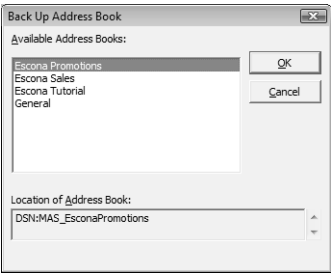 Back Up Address Book
Available Address Books:
Escona Promotions
Escona Sales
Escona Tutorial
General
OK
Cancel
Location of Address Book:
DSN:MAS_EsconaPromotions